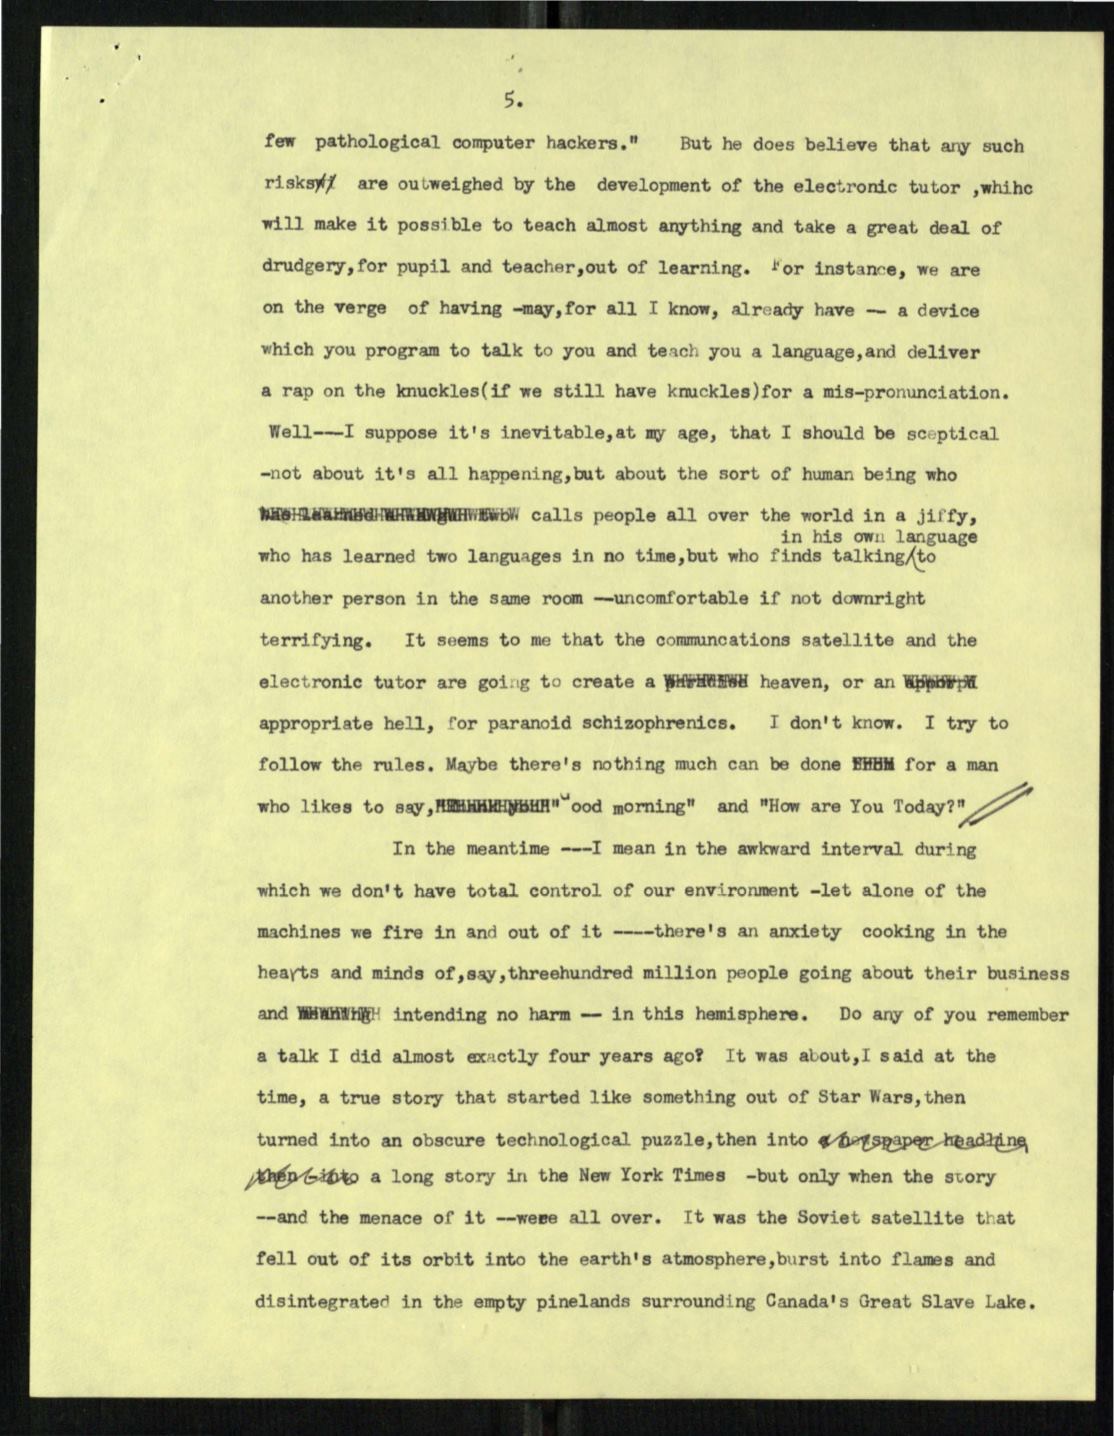 5.
few pathological computer hackers."   But he does believe that any such
risks are outweighed by the development of the electronic tutor ,whihc
will make it possible to teach almost anything and take a great deal of
drudgery,for pupil and teacher,out of learning.  For instance, we are
on the verge of having -may,for all I know, already have -- a device
which you program to talk to you and teach you a language,and deliver
a rap on the knuckles(if we still have knuckles)for a mis-pronunciation.
Well---I suppose it's inevitable,at my age, that I should be sceptical
-not about it's all happening,but about the sort of human being who
calls people all over the world in a jiffy,
in his own language
who has learned two languages in no time,but who finds talking/to
another person in the same room --uncomfortable if not downright
terrifying.   It seems to me that the communcations satellite and the
electronic tutor are going to create a paradise heaven, or an
appropriate hell, for paranoid schizophrenics.   I don't know.  I try to
follow the rules. Maybe there's nothing much can be done for a man
who likes to say, "ood morning"  and "How are You Today?"
In the meantime ---I mean in the awkward interval during
which we don't have total control of our environment -let alone of the
machines we fire in and out of it ----there's an anxiety  cooking in the
hearts and minds of,say,threehundred million people going about their business
and intending no harm -- in this hemisphere.   Do any of you remember
a talk I did almost exactly four years ago?  It was about,I said at the
time, a true story that started like something out of Star Wars,then
turned into an obscure technological puzzle,then into a newspaper headline
then into a long story in the New York Times  -but only when the story
--and the menace of it --were all over.  It was the Soviet satellite that
fell out of its orbit into the earth's atmosphere,burst into flames and
disintegrated in the empty pinelands surrounding Canada's Great Slave Lake.